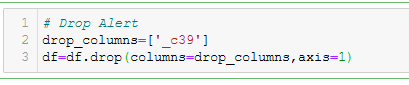 1 # Drop Alert
2 drop_columns=['_c39']
3 df=df.drop(columns=drop_columns,axis=1)